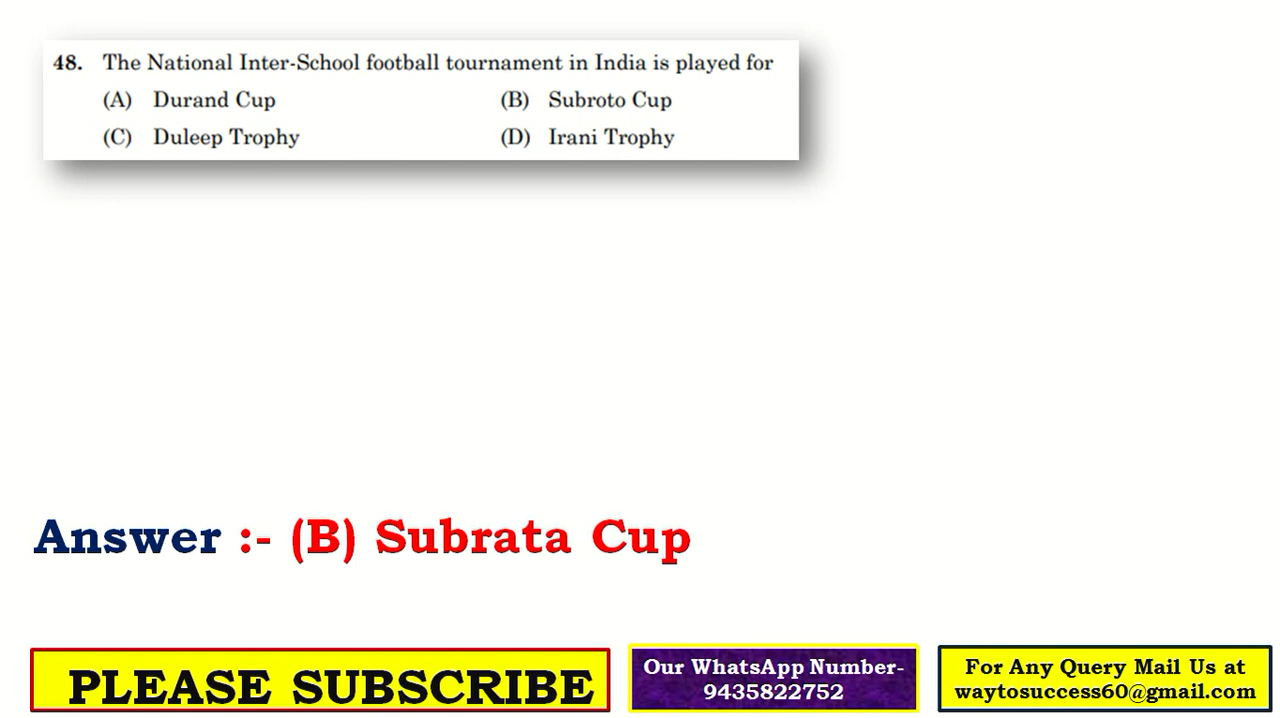 48. The National Inter-School football tournament in India is played for
(A) Durand Cup (B) Subroto Cup
(C) Duleep Trophy (D) Irani Trophy
Answer :- (B) Subrata Cup
PLEASE SUBSCRIBE
Our WhatsApp Number-
9435822752
For Any Query Mail Us at
waytosuccess60@gmail.com